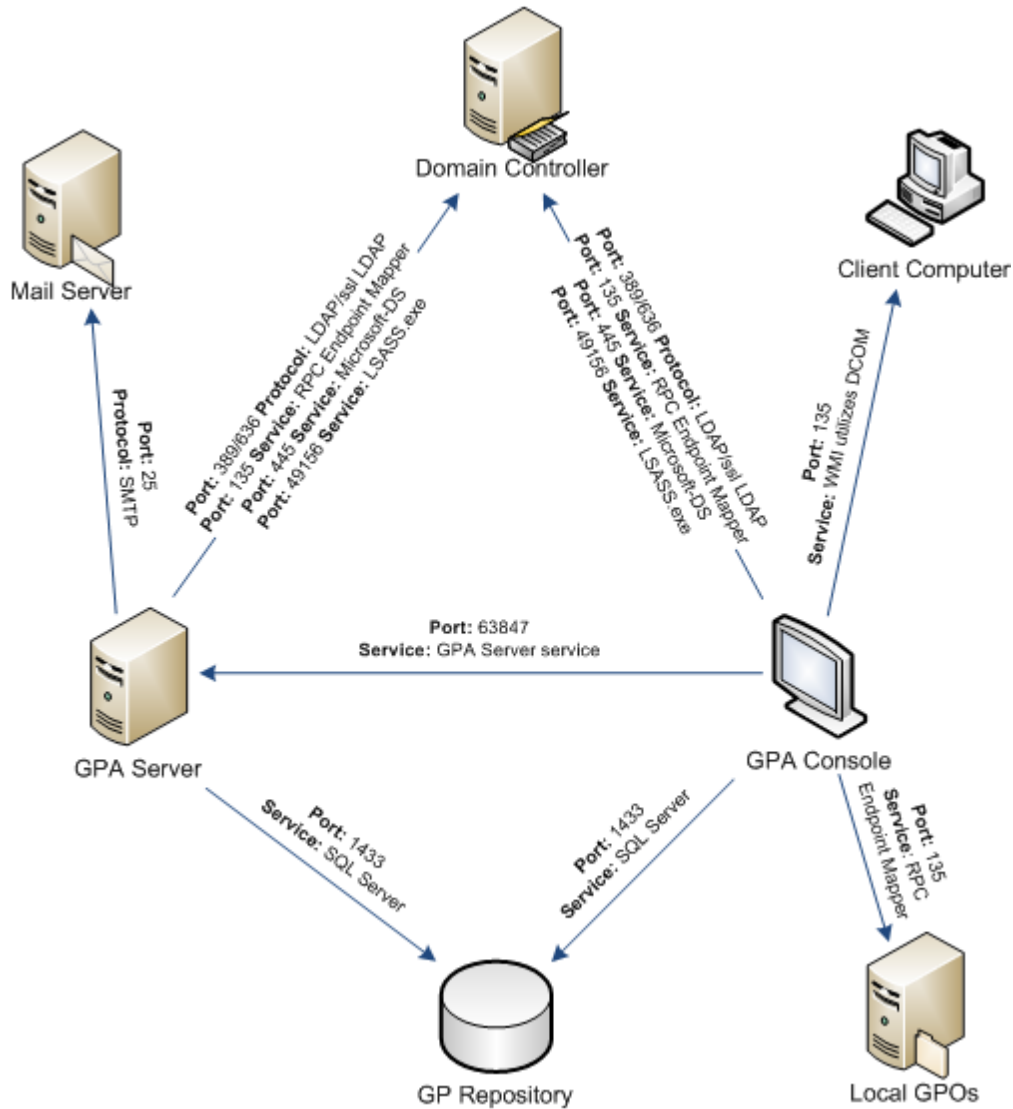 Domain Controller
Mail Server
Client Computer
Port: 25
Protocol: SMTP
Port: 389/636 Protocol: LDAP/ssl LDAP
Port: 135 Service: RPC Endpoint Mapper
Port: 445 Service: Microsoft-DS
Port: 49156 Service: LSASS.exe
Port: 389/636 Protocol: LDAP/ssl LDAP
Port: 135 Service: RPC Endpoint Mapper
Port: 445 Service: Microsoft-DS
Port: 49156 Service: LSASS.exe
Port: 135
Service: WMI utilizes DCOM
Port: 63847
Service: GPA Server service
GPA Server
GPA Console
Port: 1433
Service: SQL Server
Port: 1433
Service: SQL Server
Port: 135
Service: RPC
Endpoint Mapper
GP Repository
Local GPOs